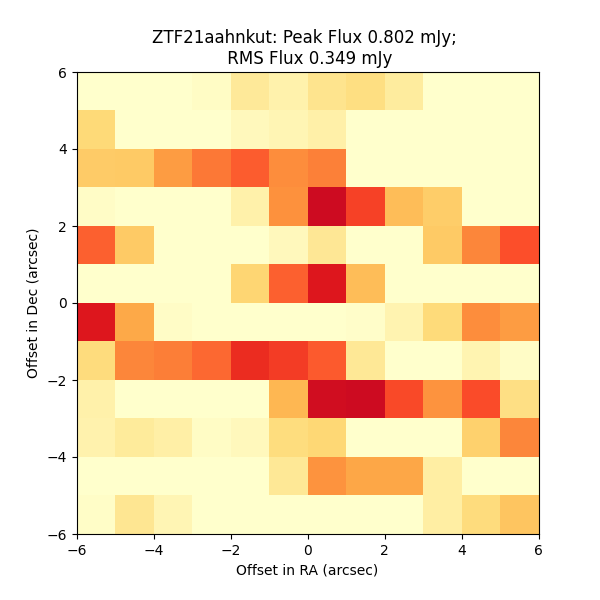 ZTF21aahnkut: Peak Flux 0.802 mJy;
RMS Flux 0.349 mJy
6
4
2
0
−2
−4
−6
Offset in Dec (arcsec)
−6 −4 −2 0 2 4 6
Offset in RA (arcsec)